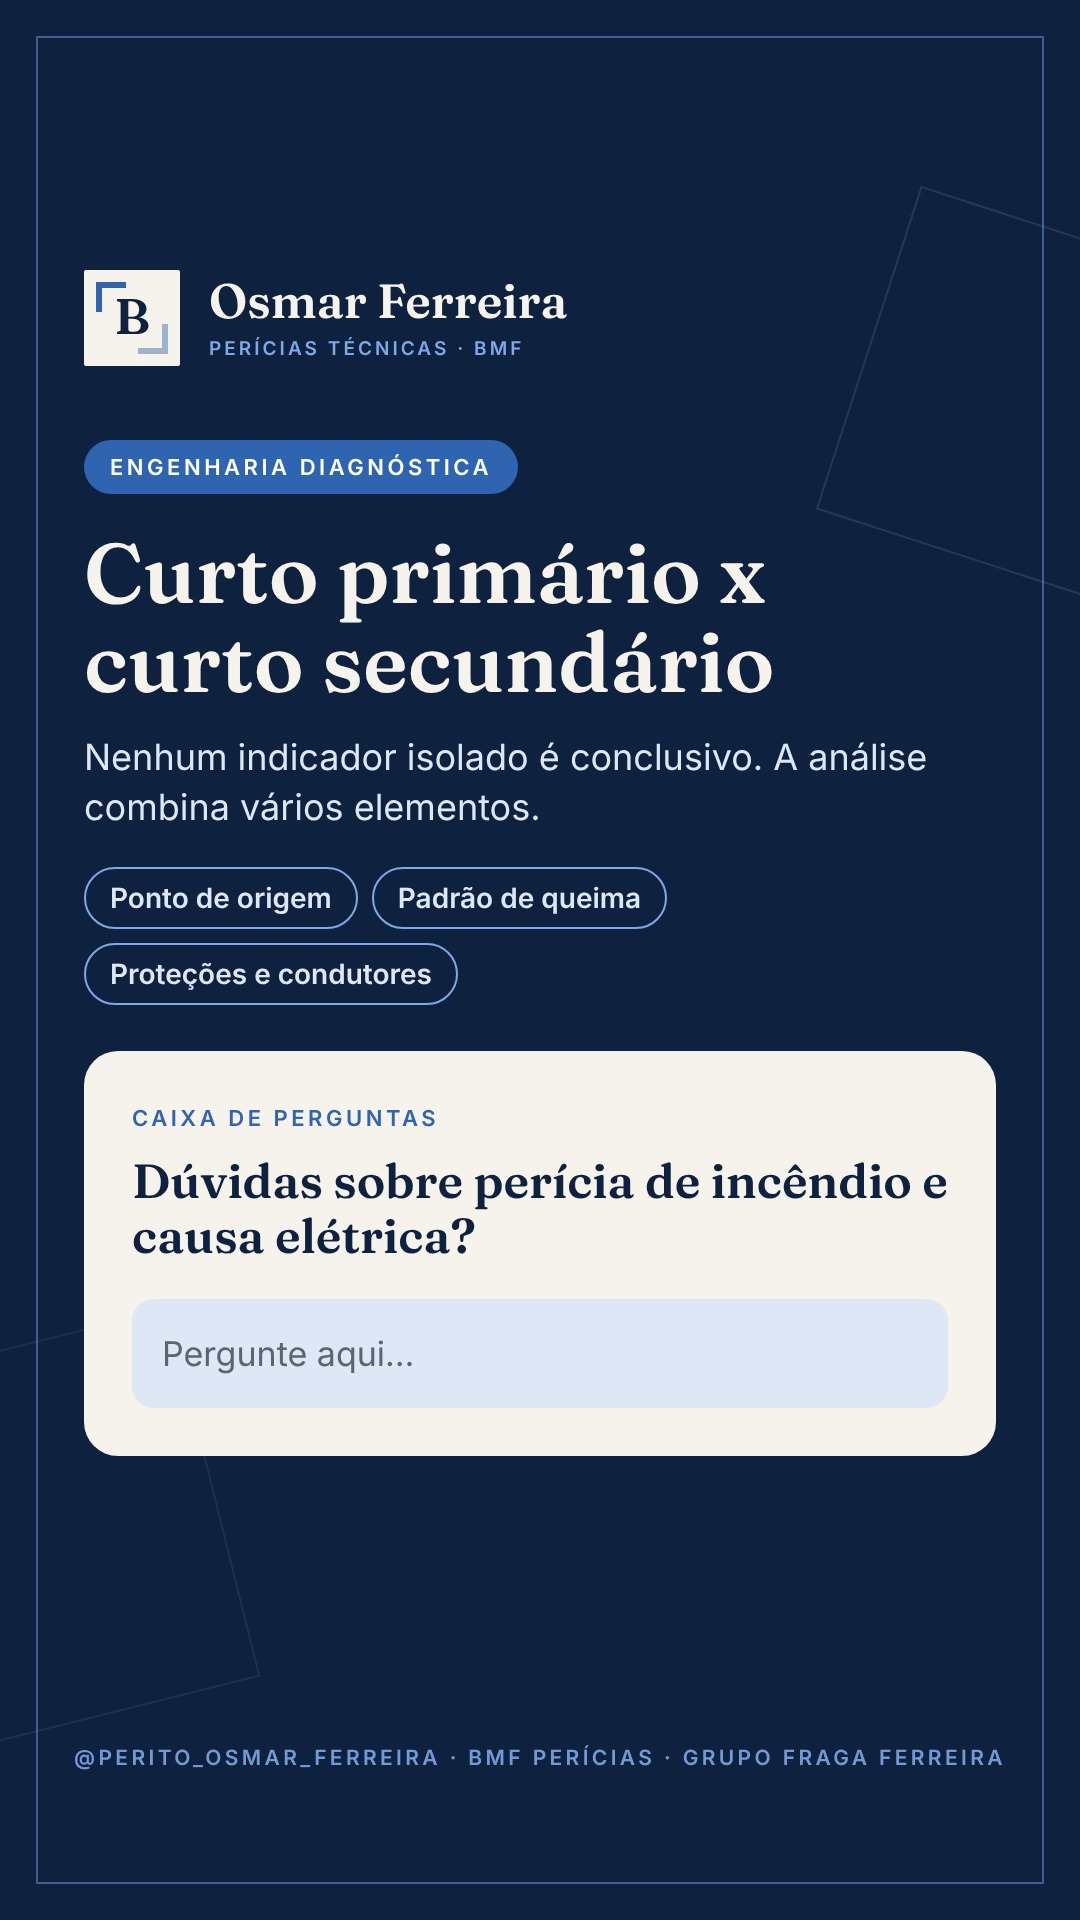 B
Osmar Ferreira
PERÍCIAS TÉCNICAS · BMF
ENGENHARIA DIAGNÓSTICA
Curto primário x
curto secundário
Nenhum indicador isolado é conclusivo. A análise
combina vários elementos.
Ponto de origem
Padrão de queima
Proteções e condutores
CAIXA DE PERGUNTAS
Dúvidas sobre perícia de incêndio e
causa elétrica?
Pergunte aqui...
@PERITO_OSMAR_FERREIRA · BMF PERÍCIAS · GRUPO FRAGA FERREIRA